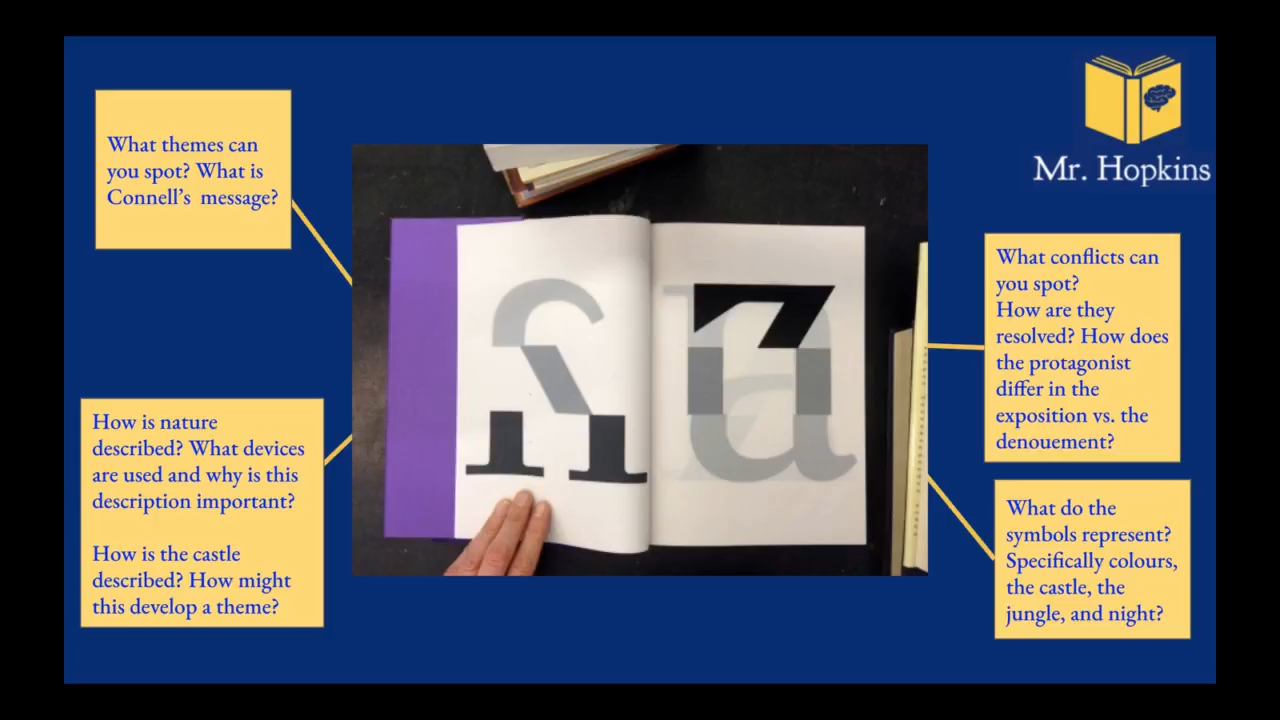 What themes can
you spot? What is
Connell’s  message?
Mr. Hopkins
What conflicts can
you spot?
How are they
resolved? How does
the protagonist
differ in the
exposition vs. the
denouement?
How is nature
described? What devices
are used and why is this
description important?
How is the castle
described? How might
this develop a theme?
What do the
symbols represent?
Specifically colours,
the castle, the
jungle, and night?